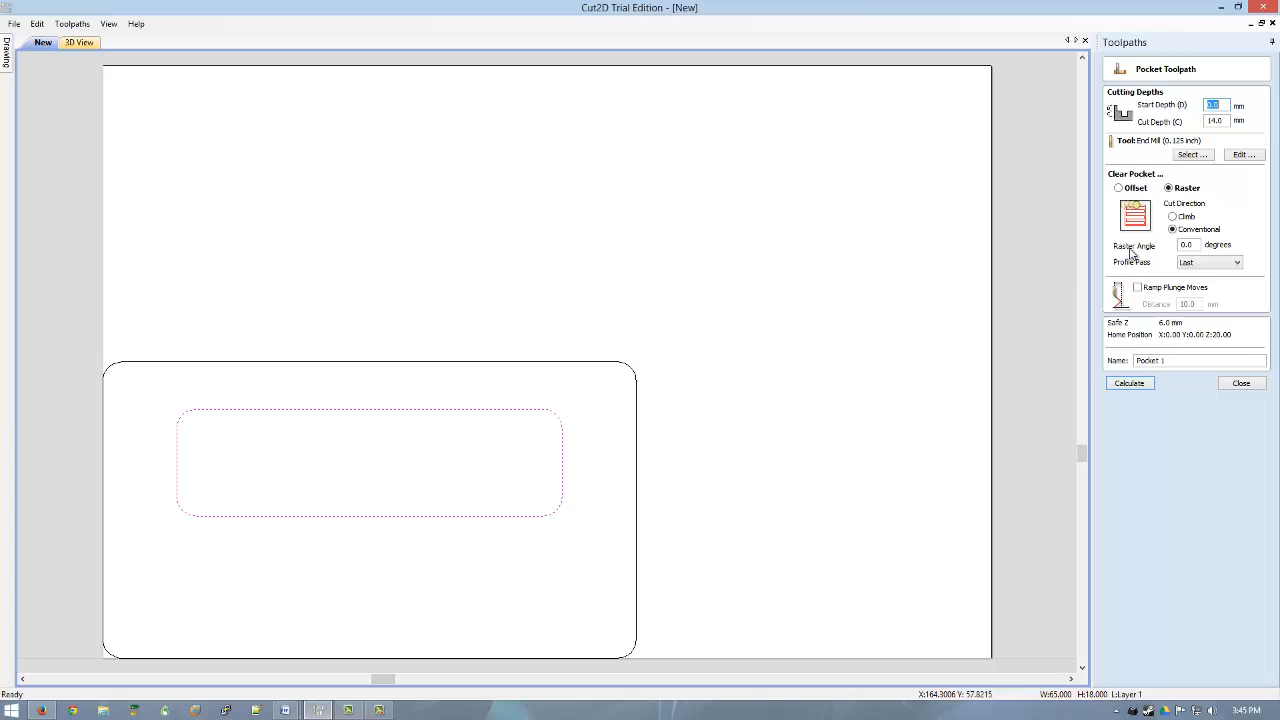 Cut2D Trial Edition - [New]
File Edit Toolpaths View Help
Drawing
New 3D View
Toolpaths
Pocket Toolpath
Cutting Depths
Start Depth (D) 0.0 mm
Cut Depth (C) 14.0 mm
Tool: End Mill (0.125 inch)
Select ... Edit ...
Clear Pocket ...
Offset Raster
Cut Direction
Climb
Conventional
Raster Angle 0.0 degrees
Profile Pass Last
Ramp Plunge Moves
Distance 10.0 mm
Safe Z 6.0 mm
Home Position X:0.00 Y:0.00 Z:20.00
Name: Pocket 1
Calculate Close
Ready X:164.3006 Y: 57.8215 W:65.000 H:18.000 L:Layer 1
3:45 PM